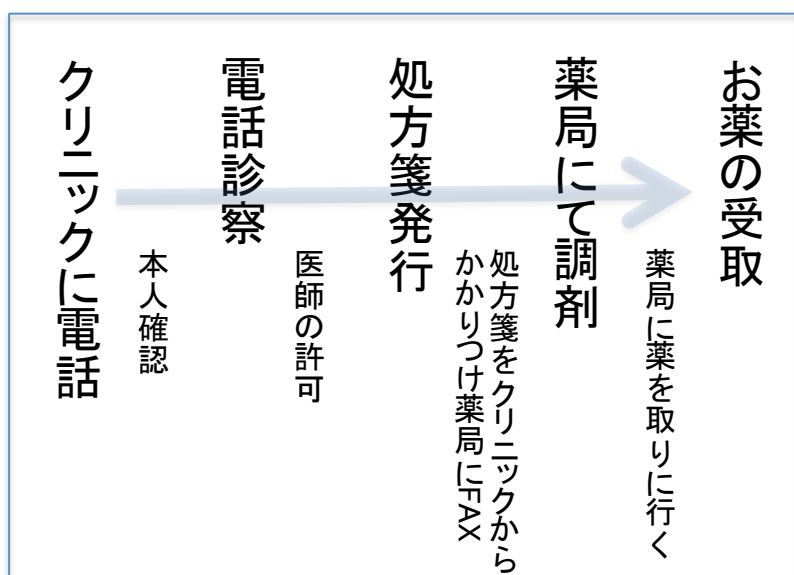 クリニックに電話
本人確認
電話診察
医師の許可
処方箋発行
処方箋をクリニックから
かかりつけ薬局にFAX
薬局にて調剤
薬局に薬を取りに行く
お薬の受取